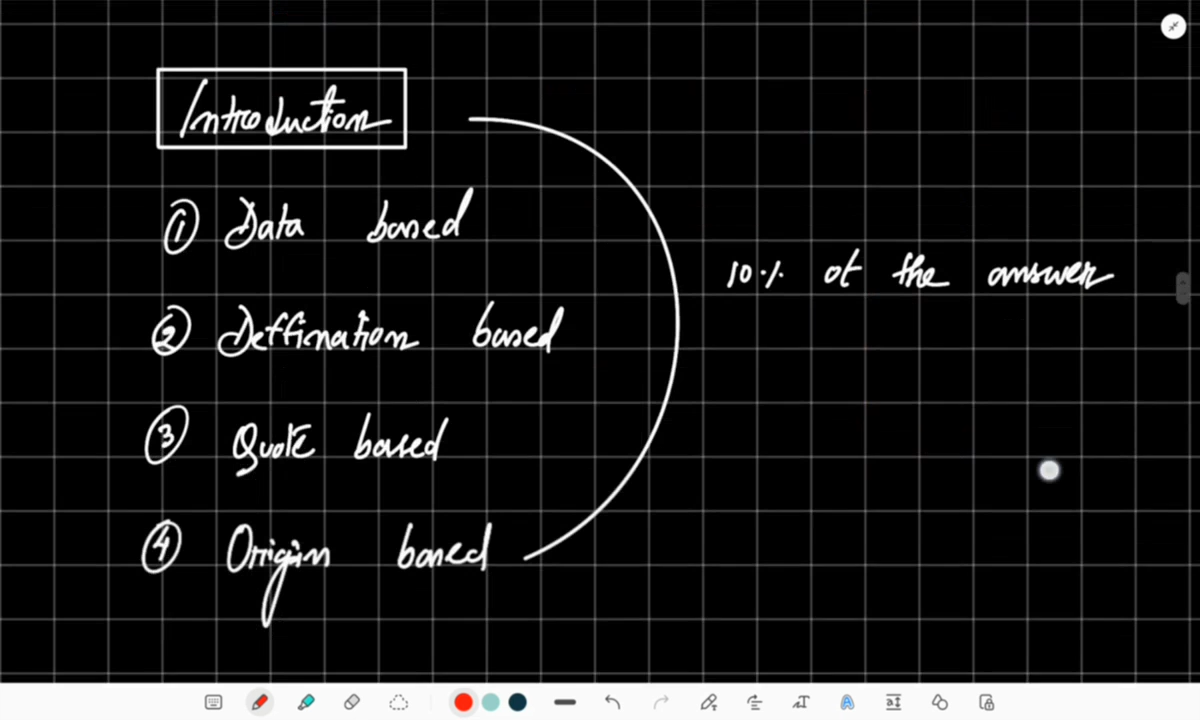 Introduction
① Data based
② Deffination based
10% of the answer
③ Quote based
④ Origin based